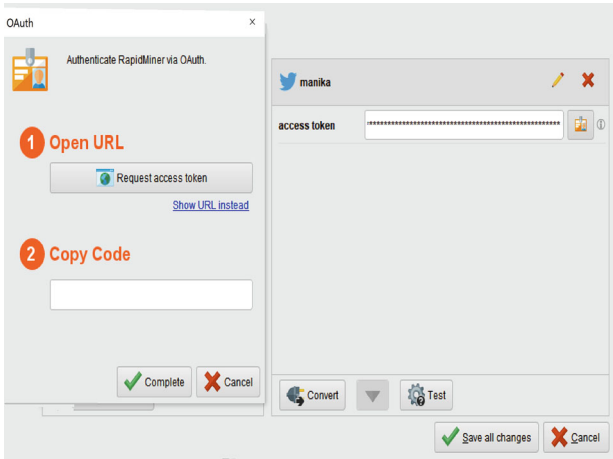 OAuth
x
Authenticate RapidMiner via OAuth.
1 Open URL
Request access token
Show URL instead
2 Copy Code
Complete
Cancel
manika
access token
****************************************************
Convert
Test
Save all changes
Cancel